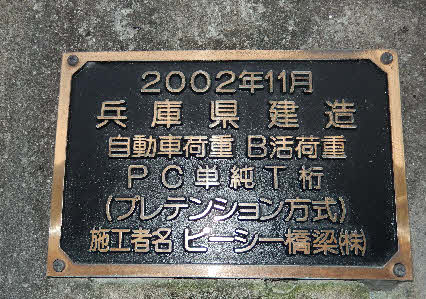 2002年11月
兵庫県建造
自動車荷重 B活荷重
PC単純T桁
(プレテンション方式)
施工者名 ピーシー橋梁(株)